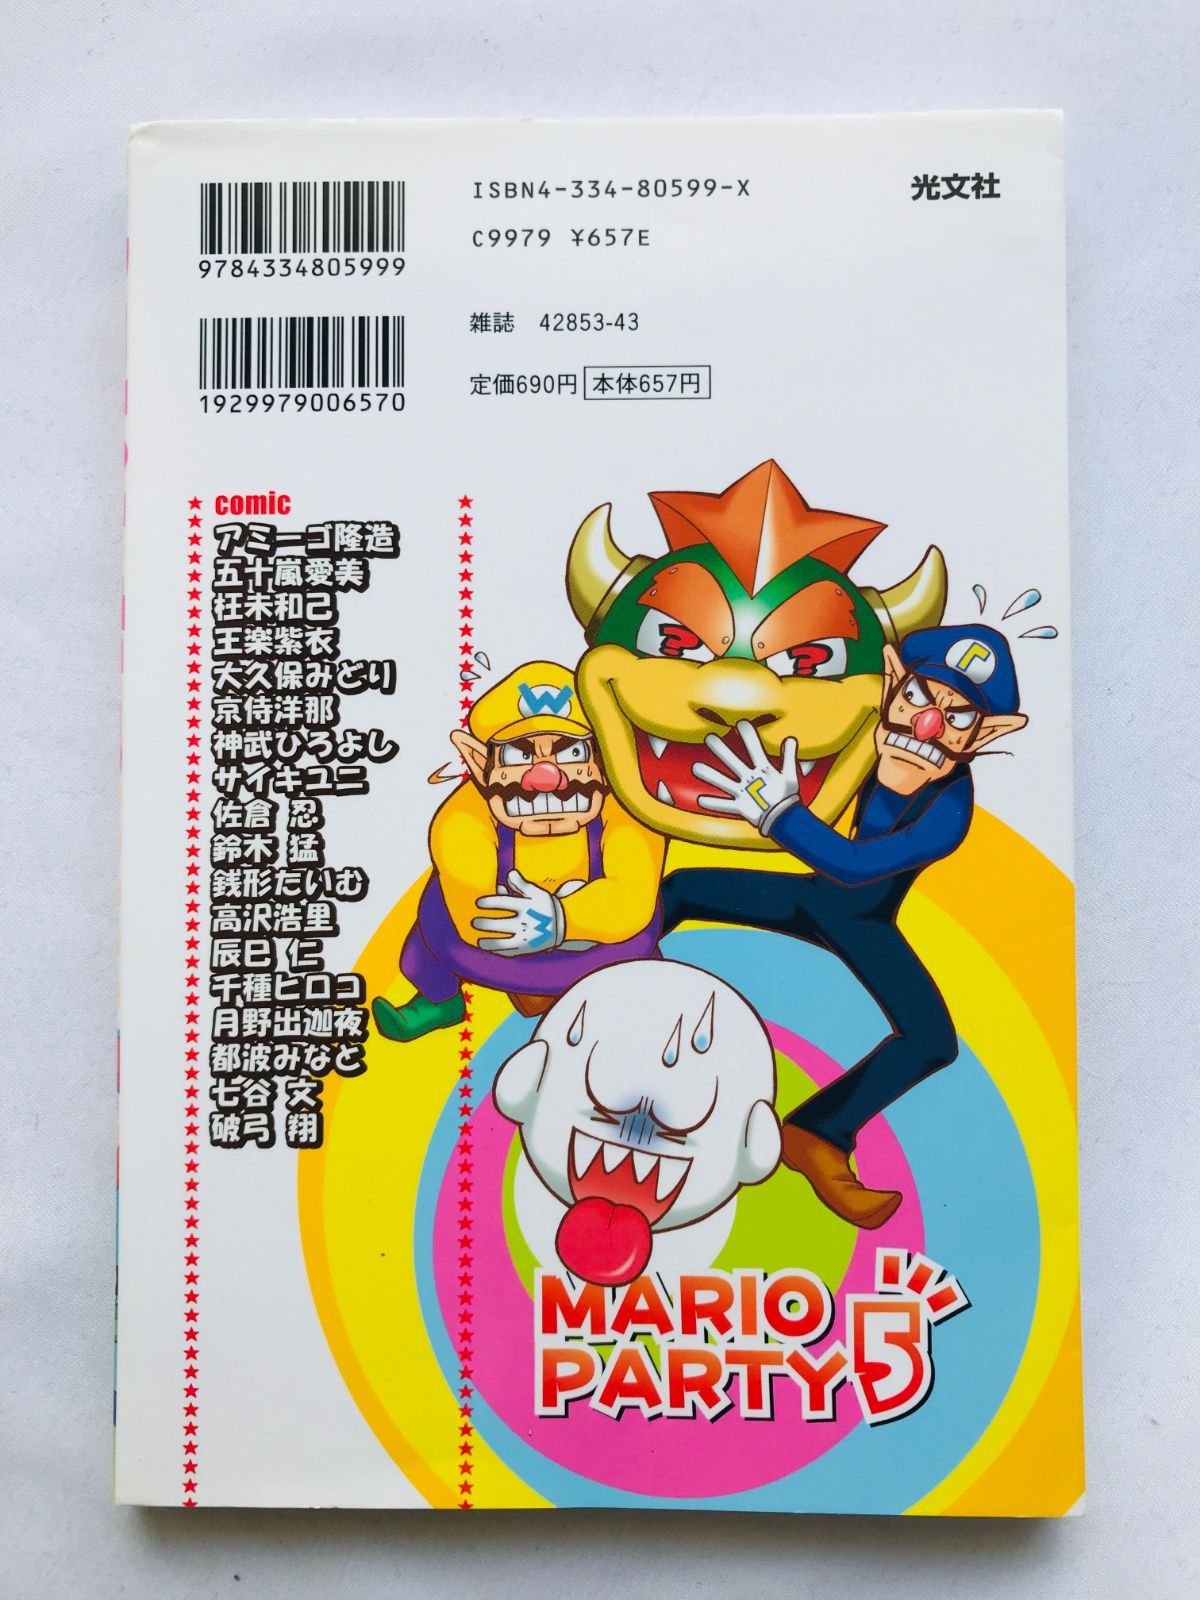 ISBN4-334-80599-X
C9979 ¥657E
光文社
9784334805999
雑誌 42853-43
1929979006570
定価690円 本体657円
comic
アミーゴ隆造
五十嵐愛美
枉未和己
王楽紫衣
大久保みどり
京侍洋那
神武ひろよし
サイキユニ
佐倉 忍
鈴木 猛
銭形たいむ
高沢浩里
辰巳 仁
千種ヒロコ
月野出迦夜
都波みなと
七谷 文
破弓 翔
W
Γ
? ?
Γ
W
MARIO
PARTY5